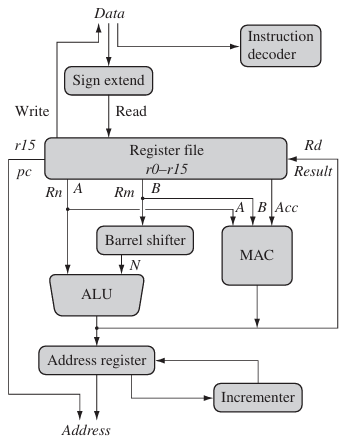 Data
Instruction
decoder
Sign extend
Write
Read
r15
Register file
Rd
pc
r0–r15
Result
Rn
A
Rm
B
A
B
Acc
Barrel shifter
MAC
N
ALU
Address register
Incrementer
Address